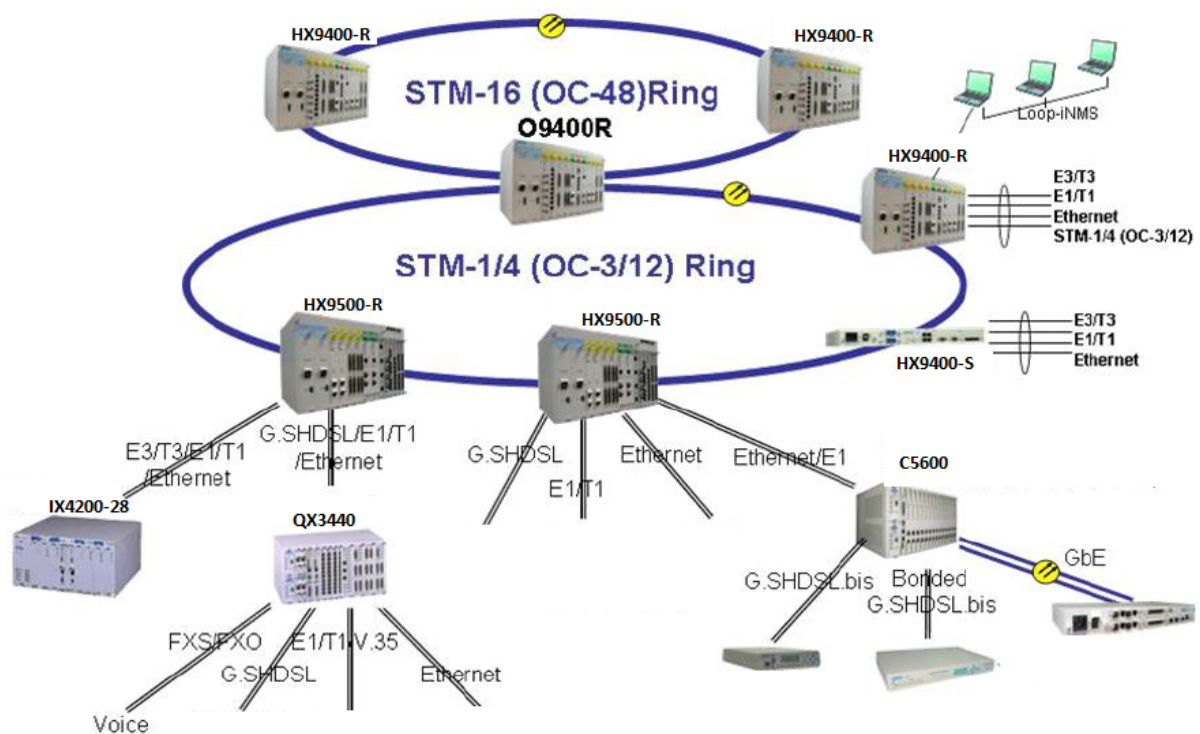 HX9400-R
HX9400-R
STM-16 (OC-48)Ring
O9400R
Loop-iNMS
HX9400-R
E3/T3
E1/T1
Ethernet
STM-1/4 (OC-3/12)
STM-1/4 (OC-3/12) Ring
HX9500-R
HX9500-R
E3/T3
E1/T1
Ethernet
HX9400-S
E3/T3/E1/T1
/Ethernet
G.SHDSL/E1/T1
/Ethernet
G.SHDSL
E1/T1
Ethernet
Ethernet/E1
C5600
IX4200-28
QX3440
G.SHDSL.bis
Bonded
G.SHDSL.bis
GbE
FXS/FXO
G.SHDSL
E1/T1
V.35
Ethernet
Voice